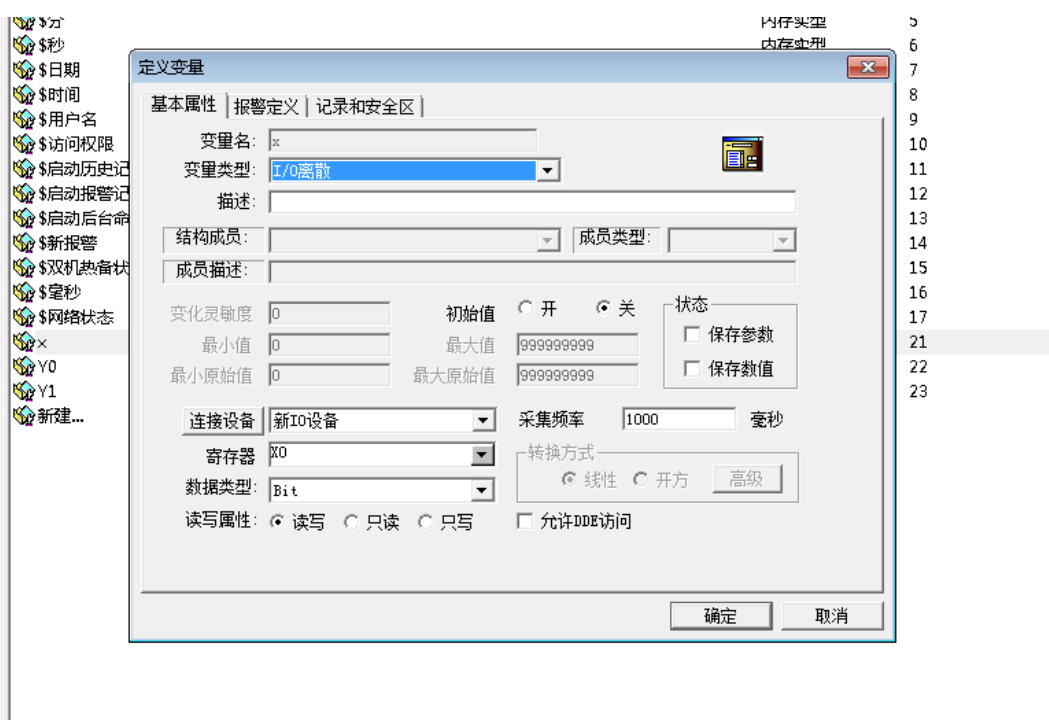 $分 内存实型 5
$秒 内存实型 6
定义变量
$日期 7
$时间 8
$用户名 9
$访问权限 10
$启动历史记 11
$启动报警记 12
$启动后台命 13
$新报警 14
$双机热备状 15
$毫秒 16
$网络状态 17
x 21
Y0 22
Y1 23
新建...
基本属性 报警定义 记录和安全区
变量名: x
变量类型: I/O离散
描述:
结构成员: 成员类型:
成员描述:
变化灵敏度 0 初始值 开 关 状态
最小值 0 最大值 999999999 保存参数
最小原始值 0 最大原始值 999999999 保存数值
连接设备 新IO设备 采集频率 1000 毫秒
寄存器 X0 转换方式
线性 开方 高级
数据类型: Bit
读写属性: 读写 只读 只写 允许DDE访问
确定 取消